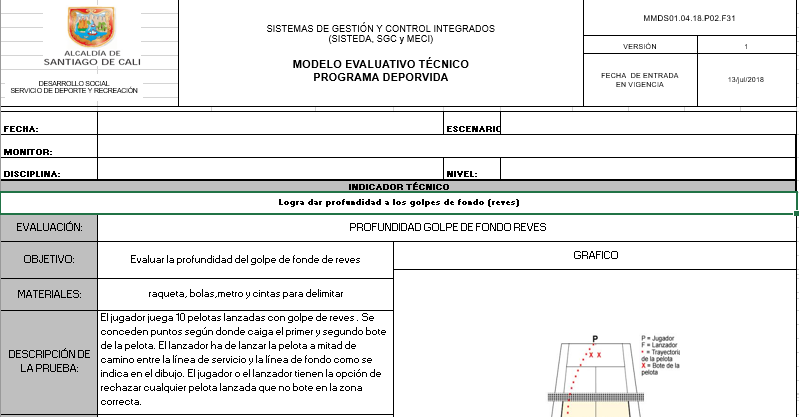 ALCALDÍA DE
SANTIAGO DE CALI
DESARROLLO SOCIAL
SERVICIO DE DEPORTE Y RECREACIÓN
SISTEMAS DE GESTIÓN Y CONTROL INTEGRADOS
(SISTEDA, SGC y MECI)
MODELO EVALUATIVO TÉCNICO
PROGRAMA DEPORVIDA
MMDS01.04.18.P02.F31
VERSIÓN 1
FECHA DE ENTRADA
EN VIGENCIA
13/jul/2018
FECHA: ESCENARIO
MONITOR:
DISCIPLINA: NIVEL:
INDICADOR TÉCNICO
Logra dar profundidad a los golpes de fondo (reves)
EVALUACIÓN: PROFUNDIDAD GOLPE DE FONDO REVES
OBJETIVO: Evaluar la profundidad del golpe de fonde de reves
GRAFICO
MATERIALES: raqueta, bolas,metro y cintas para delimitar
DESCRIPCIÓN DE
LA PRUEBA:
El jugador juega 10 pelotas lanzadas con golpe de reves . Se
conceden puntos según donde caiga el primer y segundo bote
de la pelota. El lanzador ha de lanzar la pelota a mitad de
camino entre la línea de servicio y la línea de fondo como se
indica en el dibujo. El jugador o el lanzador tienen la opción de
rechazar cualquier pelota lanzada que no bote en la zona
correcta.
P
X X
P = Jugador
F = Lanzador
• = Trayectoria
de la pelota
X = Bote de la
pelota